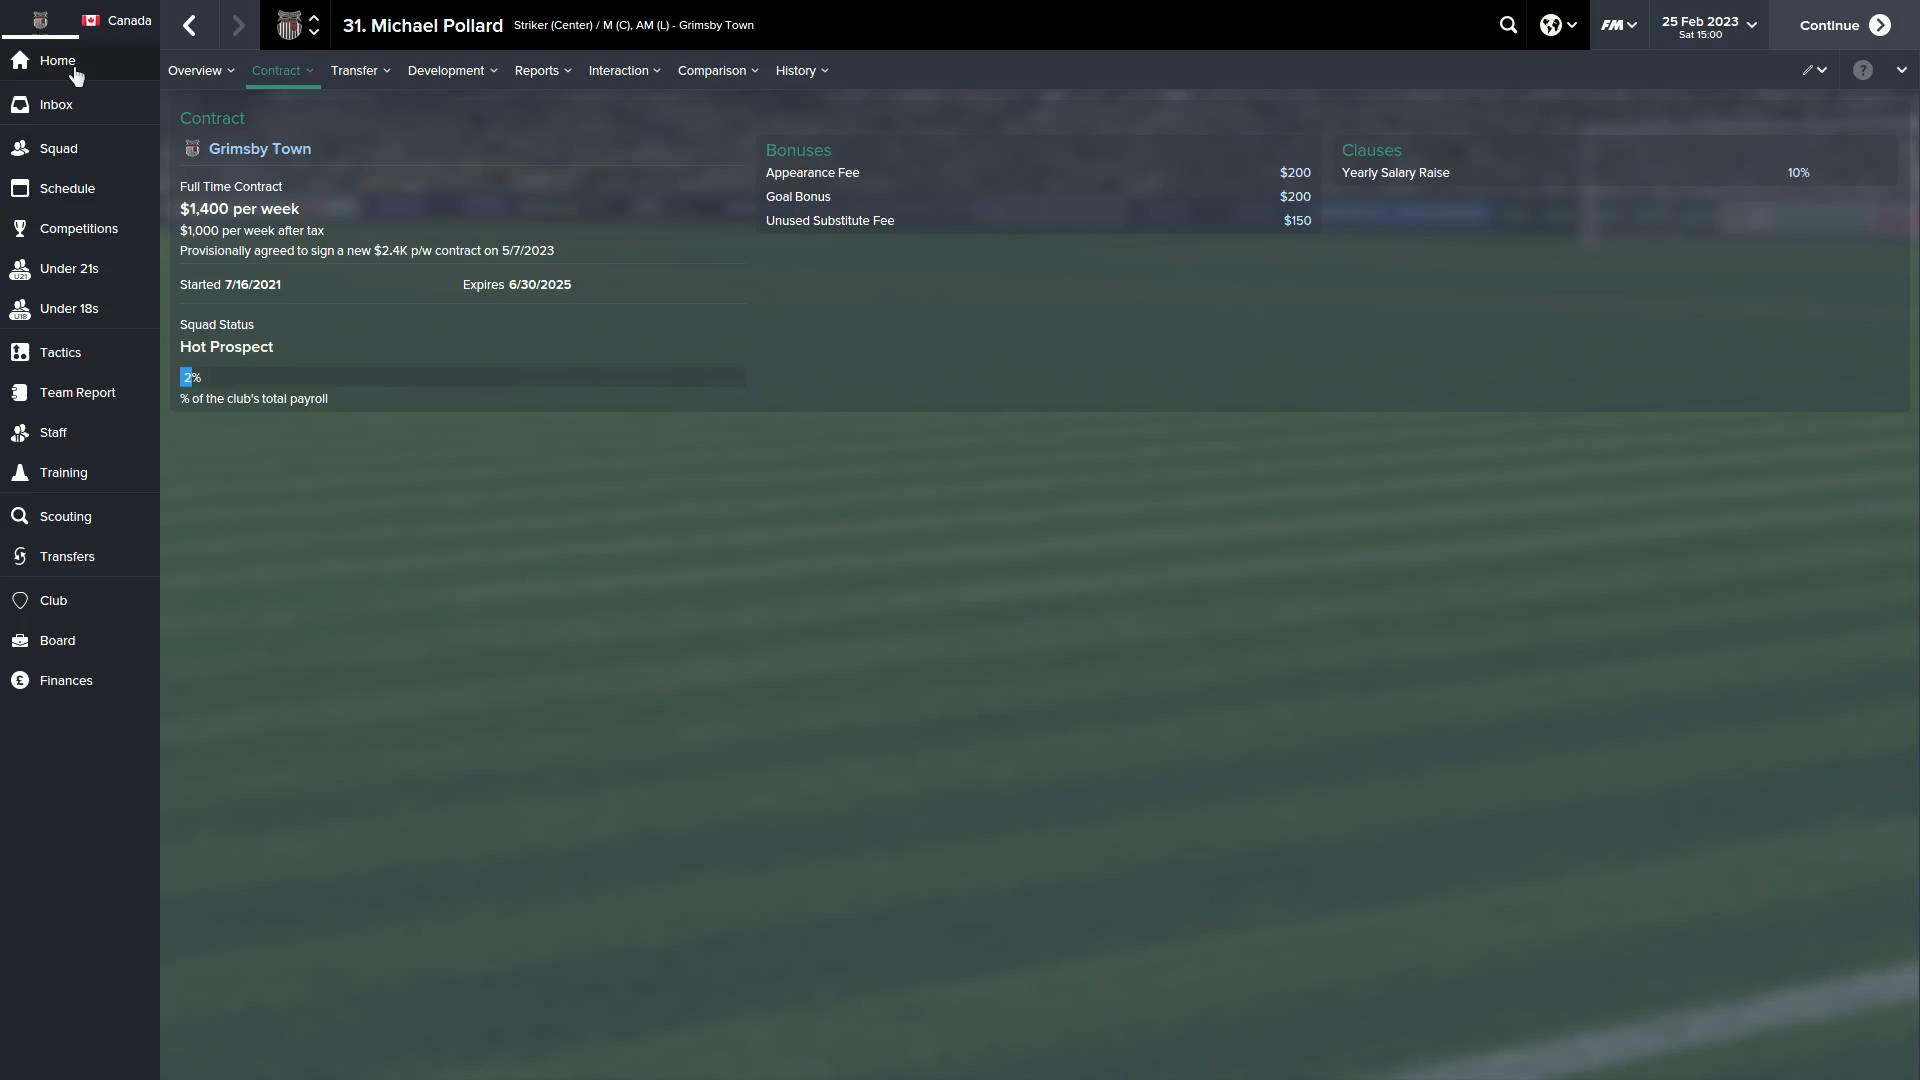 Canada
31. Michael Pollard
Striker (Center) / M (C), AM (L) - Grimsby Town
FM
25 Feb 2023
Sat 15:00
Continue
Home
Inbox
Squad
Schedule
Competitions
Under 21s
U21
Under 18s
U18
Tactics
Team Report
Staff
Training
Scouting
Transfers
Club
Board
£
Finances
Overview
Contract
Transfer
Development
Reports
Interaction
Comparison
History
?
Contract
Grimsby Town
Full Time Contract
$1,400 per week
$1,000 per week after tax
Provisionally agreed to sign a new $2.4K p/w contract on 5/7/2023
Started 7/16/2021
Expires 6/30/2025
Squad Status
Hot Prospect
2%
% of the club's total payroll
Bonuses
Appearance Fee $200
Goal Bonus $200
Unused Substitute Fee $150
Clauses
Yearly Salary Raise 10%